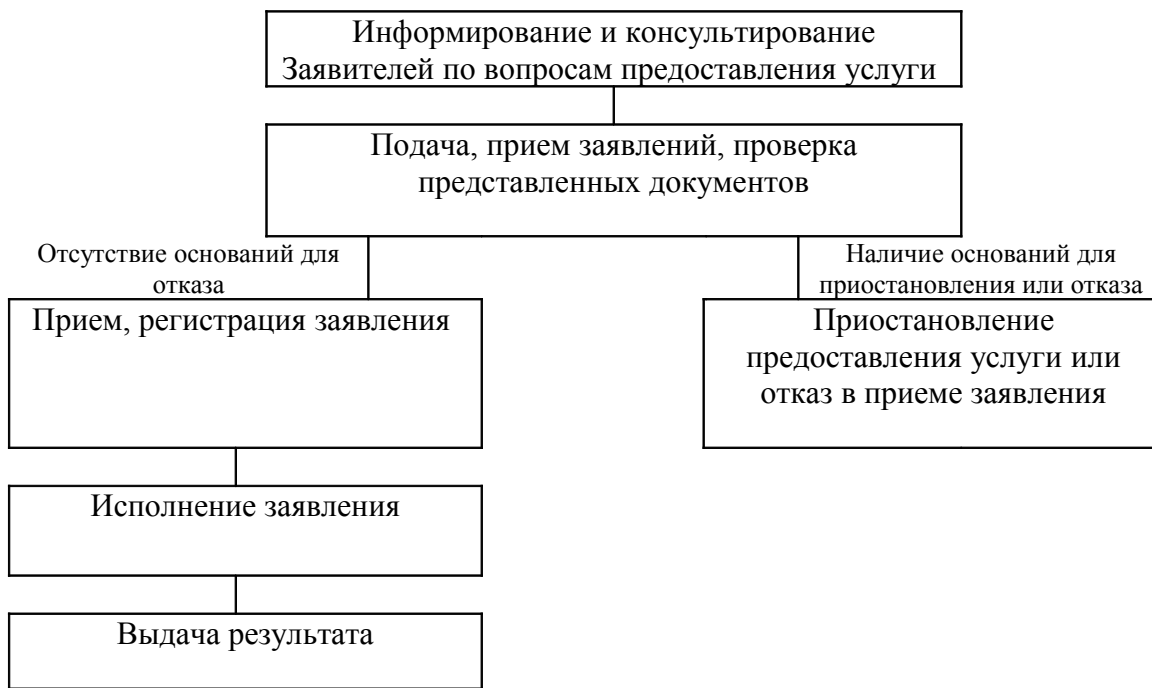 Информирование и консультирование
Заявителей по вопросам предоставления услуги
Подача, прием заявлений, проверка
представленных документов
Отсутствие оснований для
отказа
Наличие оснований для
приостановления или отказа
Прием, регистрация заявления
Приостановление
предоставления услуги или
отказ в приеме заявления
Исполнение заявления
Выдача результата